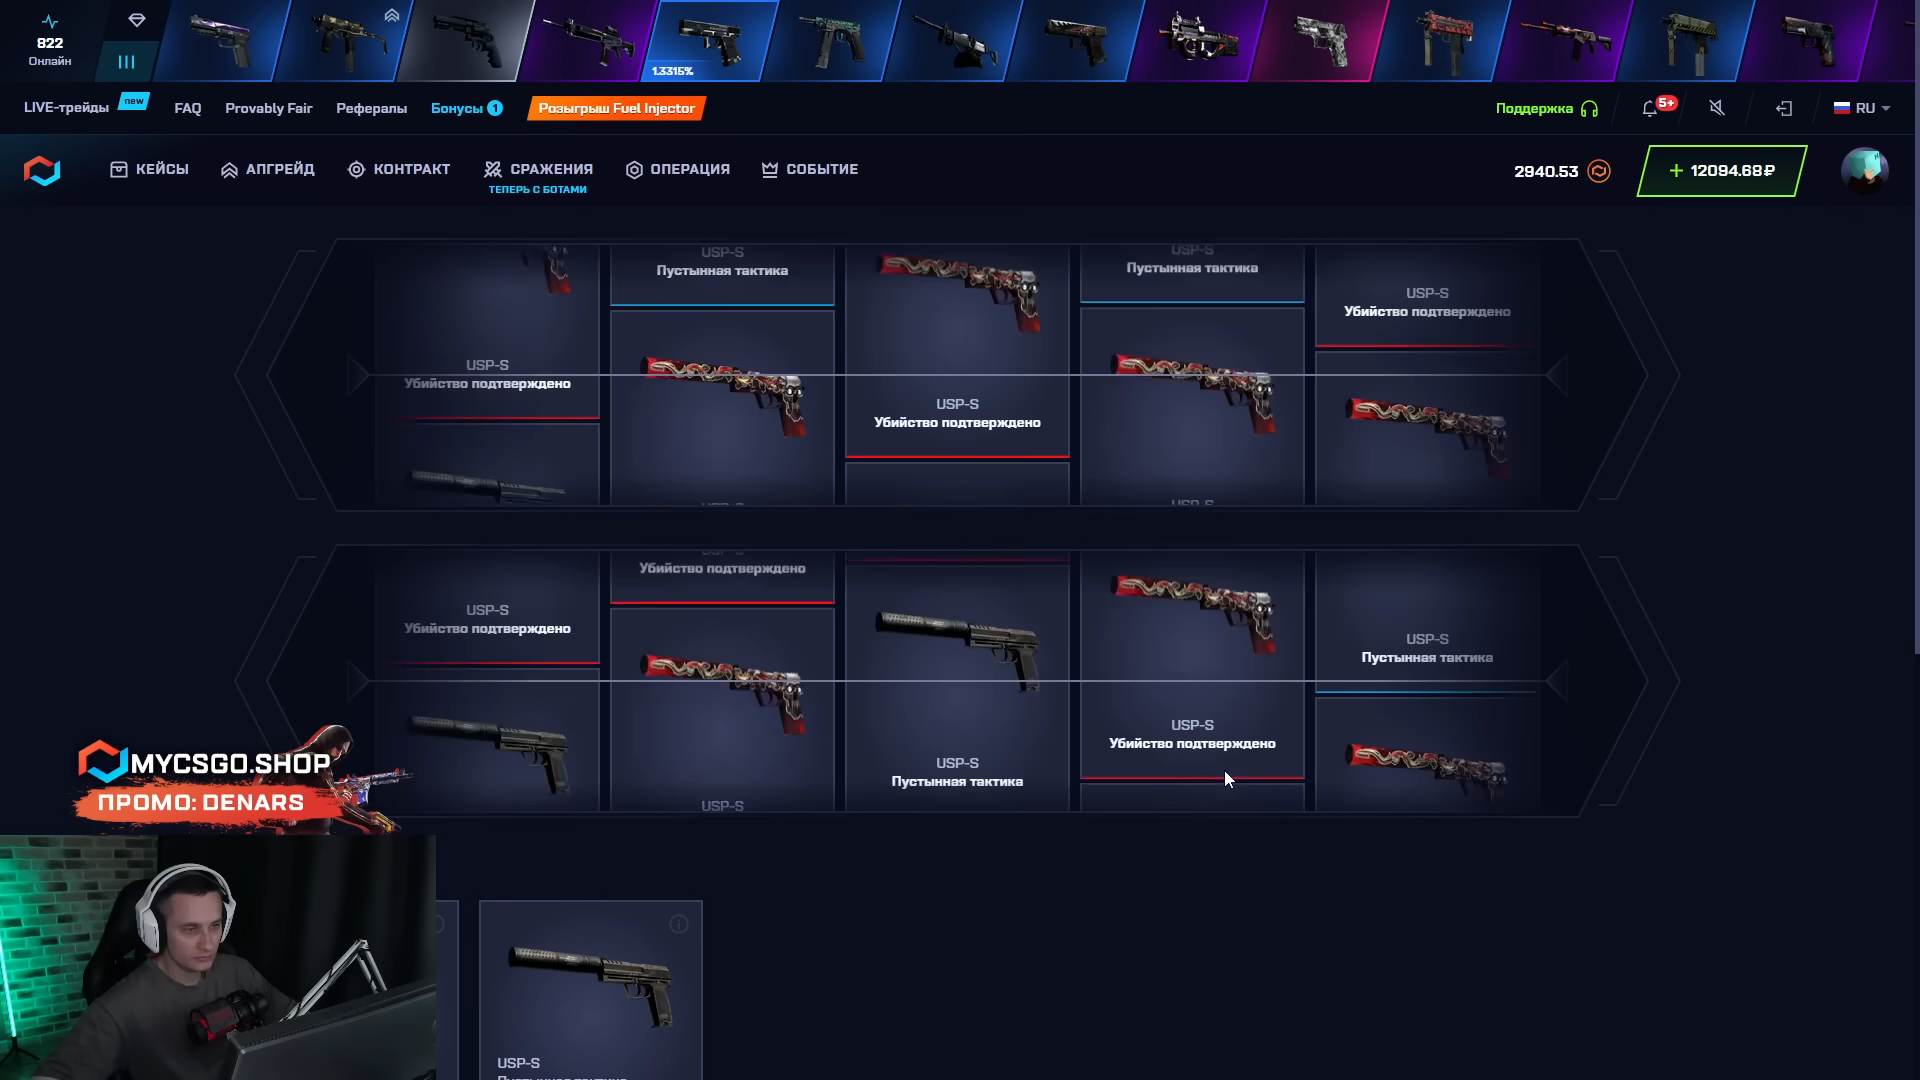 822
Онлайн
1.3315%
LIVE-трейды
new
FAQ
Provably Fair
Рефералы
Бонусы
1
Розыгрыш Fuel Injector
Поддержка
5+
RU
КЕЙСЫ
АПГРЕЙД
КОНТРАКТ
СРАЖЕНИЯ
ТЕПЕРЬ С БОТАМИ
ОПЕРАЦИЯ
СОБЫТИЕ
2940.53
+ 12094.68₽
USP-S
Пустынная тактика
USP-S
Пустынная тактика
USP-S
Убийство подтверждено
USP-S
Убийство подтверждено
USP-S
Убийство подтверждено
Убийство подтверждено
USP-S
Убийство подтверждено
USP-S
Пустынная тактика
USP-S
Убийство подтверждено
USP-S
Пустынная тактика
USP-S
MYCSGO.SHOP
ПРОМО: DENARS
USP-S